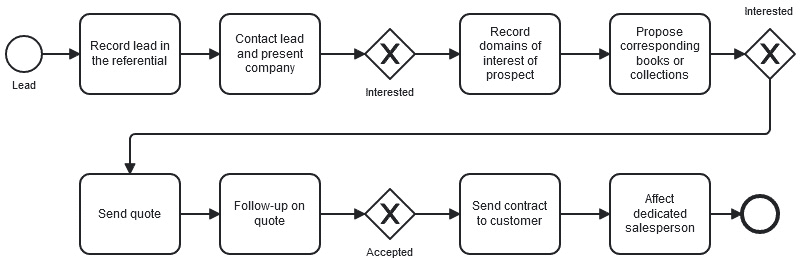 Interested
Record lead in
the referential
Contact lead
and present
company
Record
domains of
interest of
prospect
Propose
corresponding
books or
collections
Lead
Interested
Send quote
Follow-up on
quote
Send contract
to customer
Affect
dedicated
salesperson
Accepted